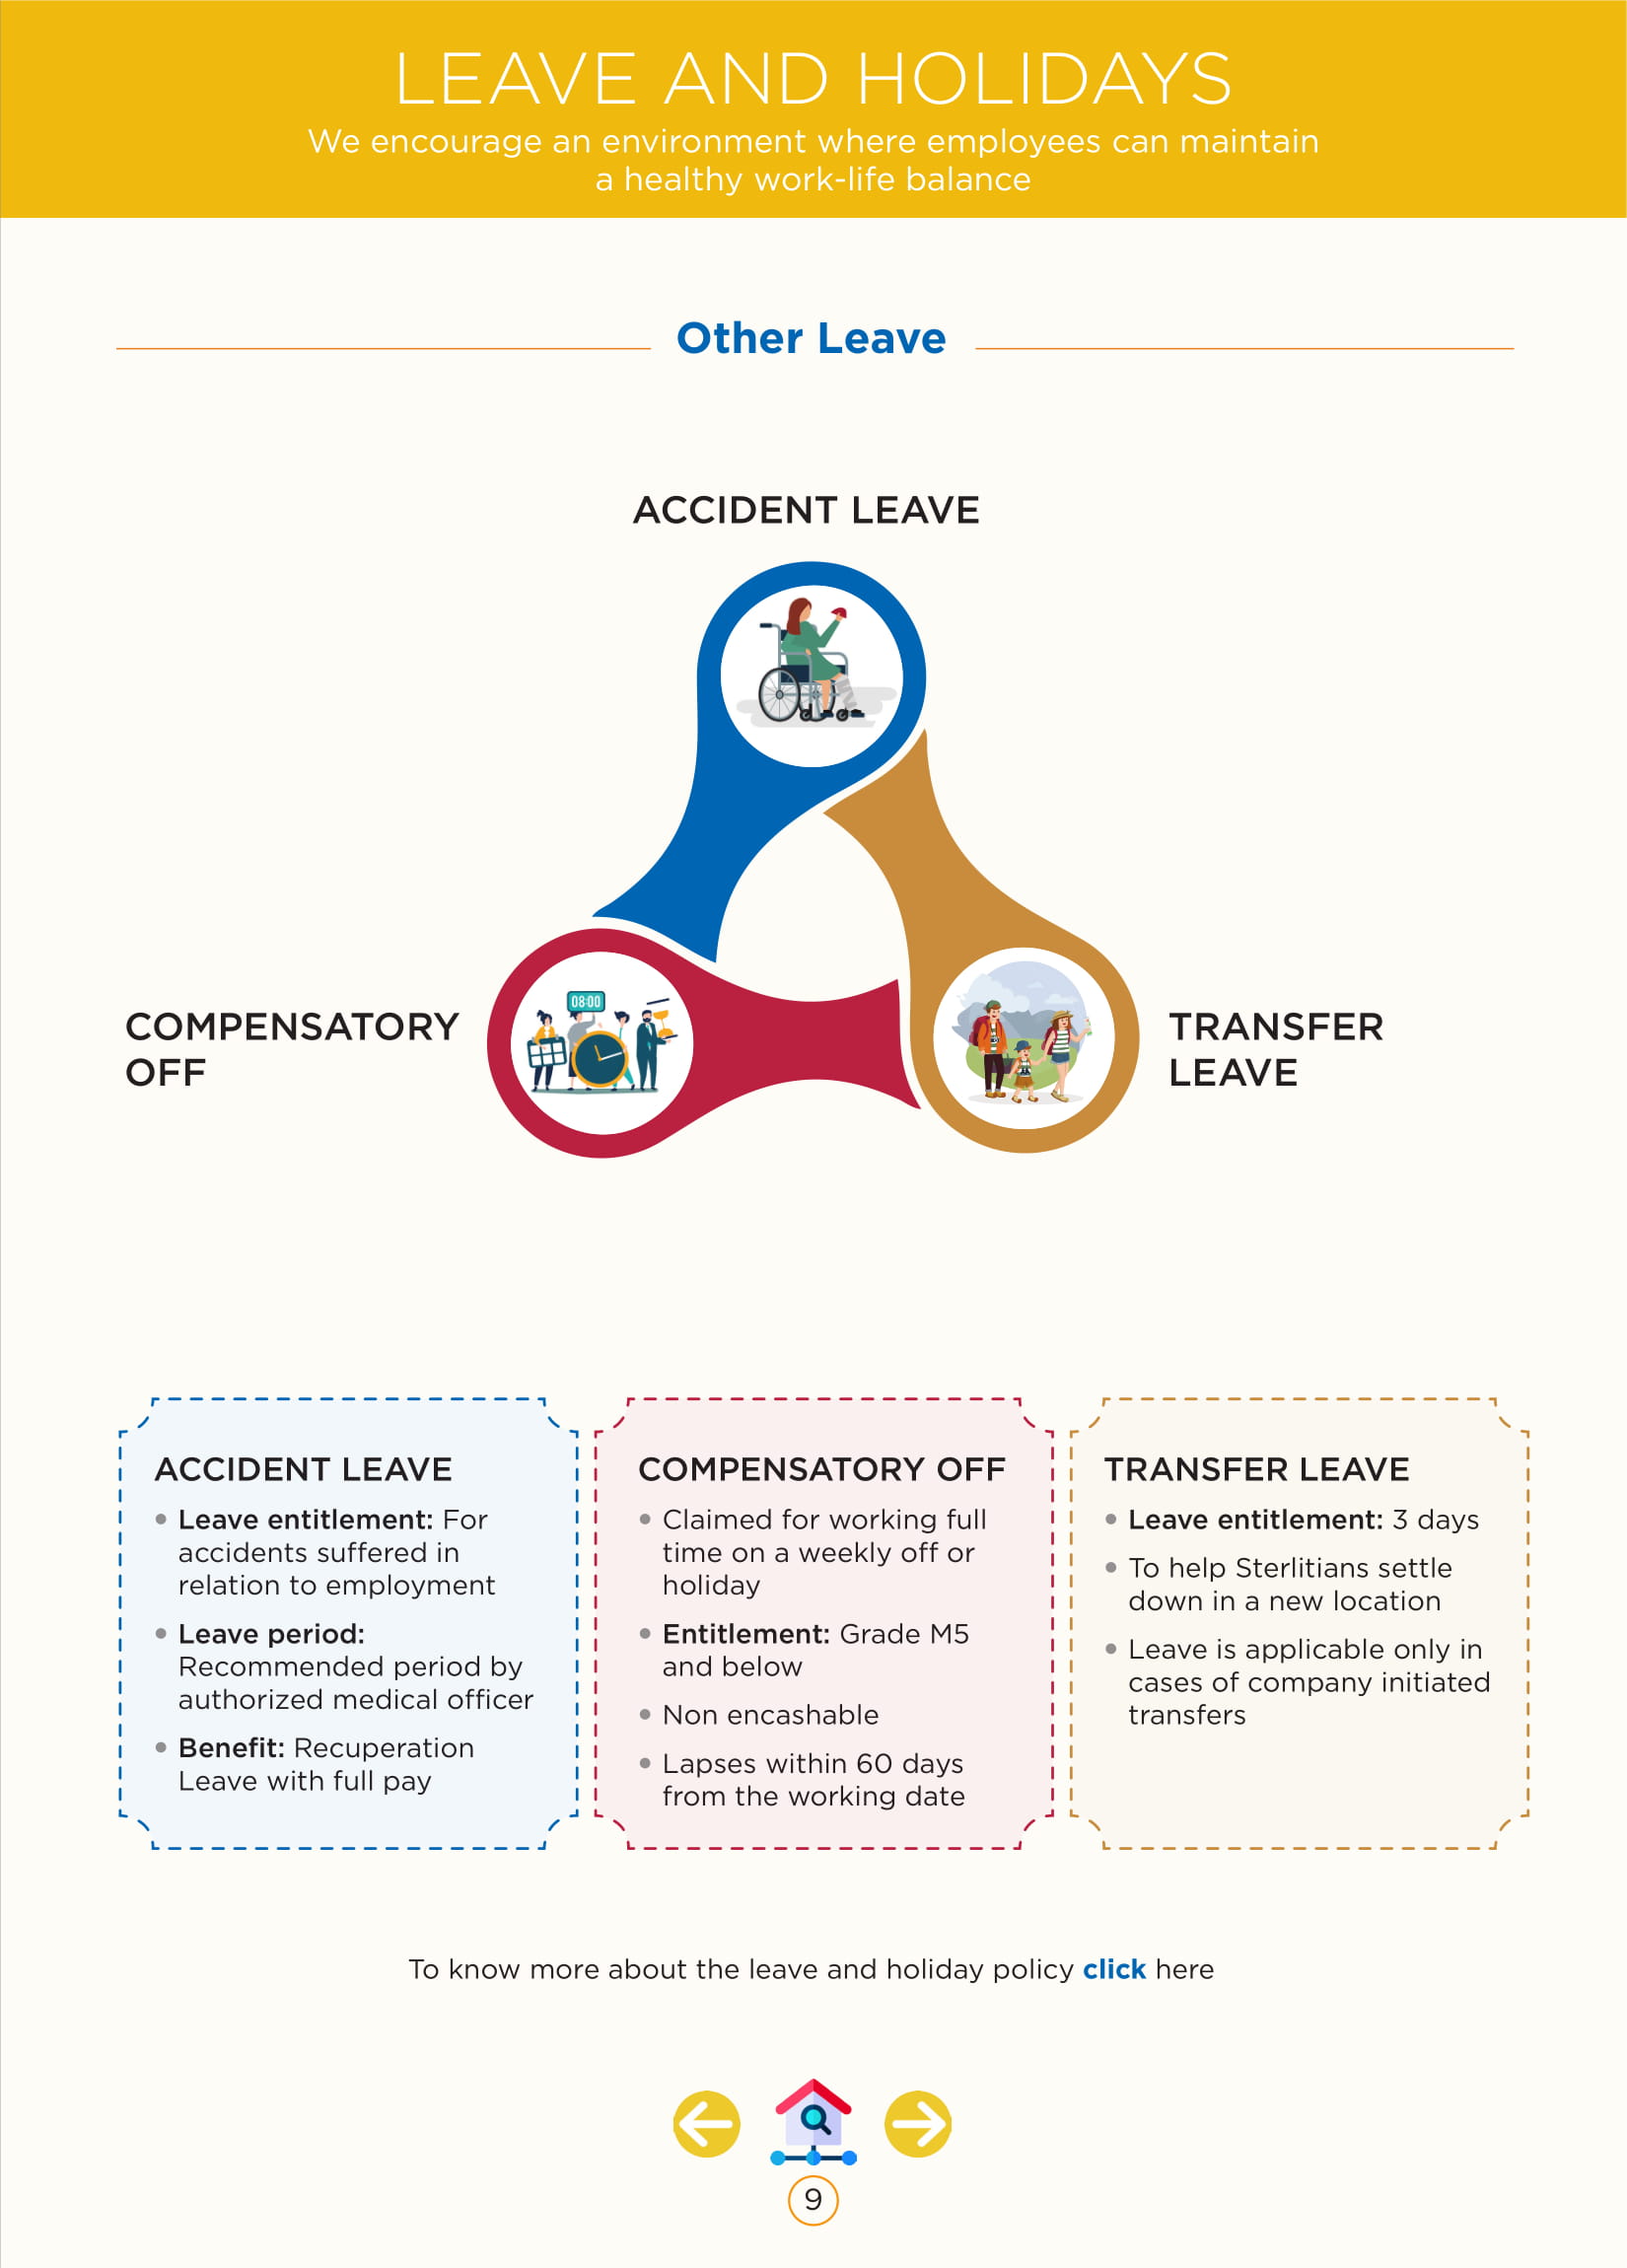 LEAVE AND HOLIDAYS
We encourage an environment where employees can maintain
a healthy work-life balance
Other Leave
ACCIDENT LEAVE
08:00
COMPENSATORY
OFF
TRANSFER
LEAVE
ACCIDENT LEAVE
• Leave entitlement: For
accidents suffered in
relation to employment
• Leave period:
Recommended period by
authorized medical officer
• Benefit: Recuperation
Leave with full pay
COMPENSATORY OFF
• Claimed for working full
time on a weekly off or
holiday
• Entitlement: Grade M5
and below
• Non encashable
• Lapses within 60 days
from the working date
TRANSFER LEAVE
• Leave entitlement: 3 days
• To help Sterlitians settle
down in a new location
• Leave is applicable only in
cases of company initiated
transfers
To know more about the leave and holiday policy click here
9